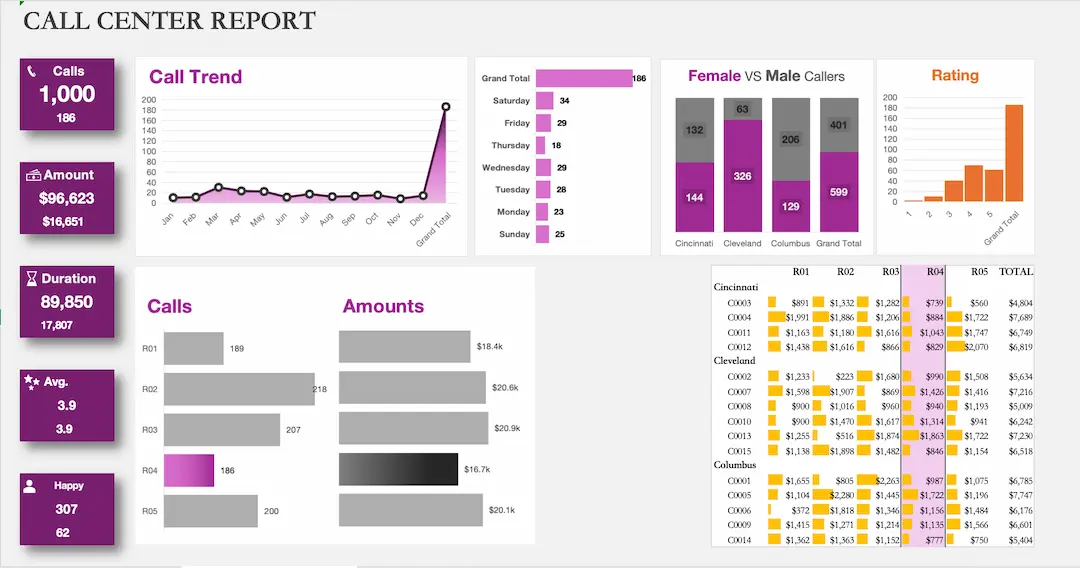 CALL CENTER REPORT
Calls
1,000
186
Amount
$96,623
$16,651
Duration
89,850
17,807
Avg.
3.9
3.9
Happy
307
62
Call Trend
200
180
160
140
120
100
80
60
40
20
0
Jan Feb Mar Apr May Jun Jul Aug Sep Oct Nov Dec Grand Total
Grand Total 186
Saturday 34
Friday 29
Thursday 18
Wednesday 29
Tuesday 28
Monday 23
Sunday 25
Female VS Male Callers
132 63 206 401
144 326 129 599
Cincinnati Cleveland Columbus Grand Total
Rating
200
180
160
140
120
100
80
60
40
20
0
1 2 3 4 5 Grand Total
Calls
R01 189
R02 218
R03 207
R04 186
R05 200
Amounts
$18.4k
$20.6k
$20.9k
$16.7k
$20.1k
R01 R02 R03 R04 R05 TOTAL
Cincinnati
C0003 $891 $1,332 $1,282 $739 $560 $4,804
C0004 $1,991 $1,886 $1,206 $884 $1,722 $7,689
C0011 $1,163 $1,180 $1,616 $1,043 $1,747 $6,749
C0012 $1,438 $1,616 $866 $829 $2,070 $6,819
Cleveland
C0002 $1,233 $223 $1,680 $990 $1,508 $5,634
C0007 $1,598 $1,907 $869 $1,426 $1,416 $7,216
C0008 $900 $1,016 $960 $940 $1,193 $5,009
C0010 $900 $1,470 $1,617 $1,314 $941 $6,242
C0013 $1,255 $516 $1,874 $1,863 $1,722 $7,230
C0015 $1,138 $1,898 $1,482 $846 $1,154 $6,518
Columbus
C0001 $1,655 $805 $2,263 $987 $1,075 $6,785
C0005 $1,104 $2,280 $1,445 $1,722 $1,196 $7,747
C0006 $372 $1,818 $1,346 $1,156 $1,484 $6,176
C0009 $1,415 $1,271 $1,214 $1,135 $1,566 $6,601
C0014 $1,362 $1,363 $1,152 $777 $750 $5,404